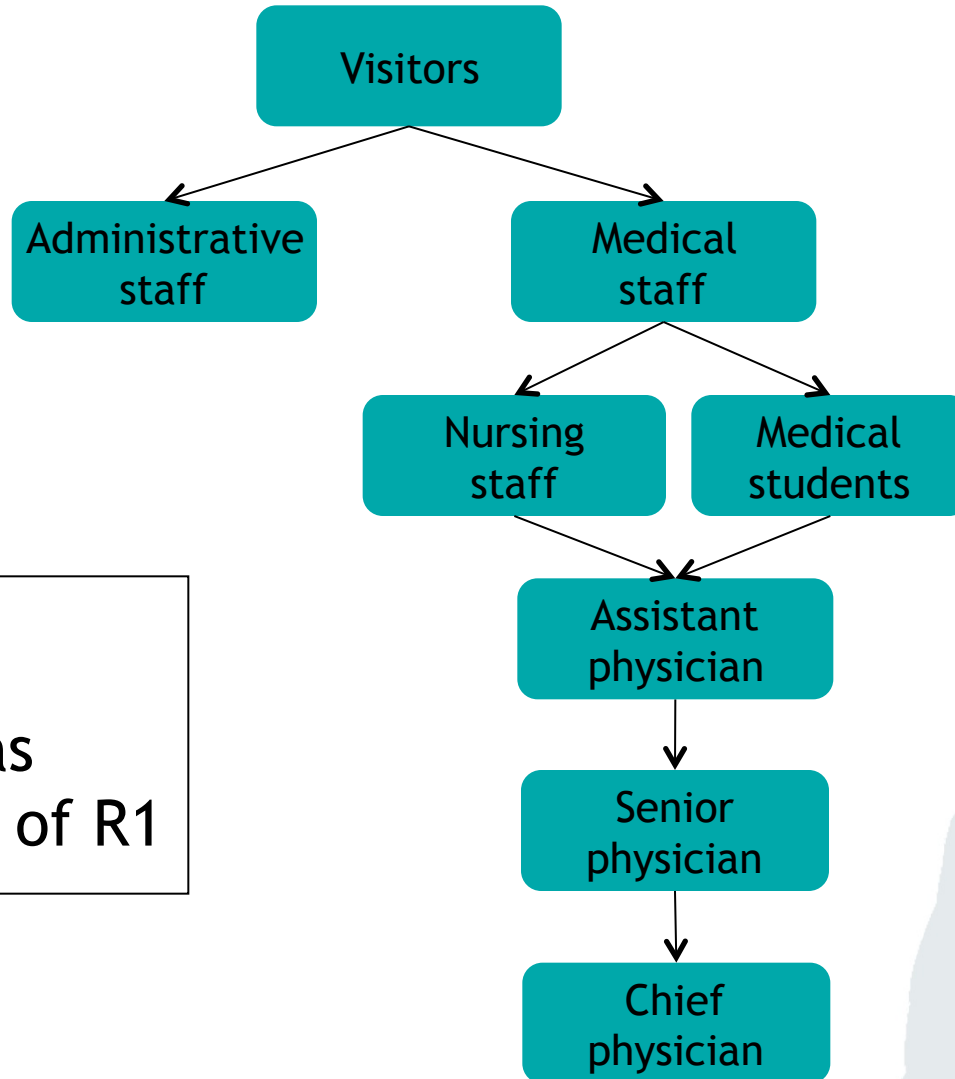 Visitors
Administrative
staff
Medical
staff
Nursing
staff
Medical
students
Assistant
physician
of R1
Senior
physician
Chief
physician